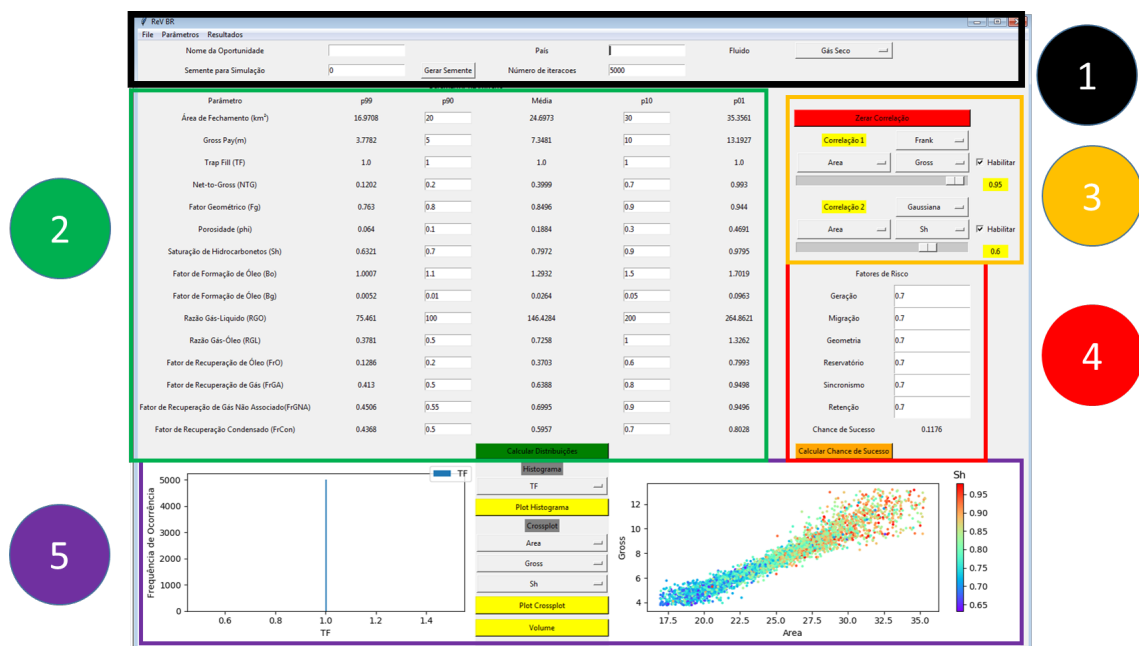 ReV BR
File Parâmetros Resultados
Nome da Oportunidade País Fluido Gás Seco
Semente para Simulação 0 Gerar Semente Número de iteracoes 5000
1
Parâmetro p99 p90 Média p10 p01
Área de Fechamento (km²) 16.9708 20 24.6973 30 35.3561
Gross Pay(m) 3.7782 5 7.3481 10 13.1927
Trap Fill (TF) 1.0 1 1.0 1 1.0
Net-to-Gross (NTG) 0.1202 0.2 0.3999 0.7 0.993
Fator Geométrico (Fg) 0.763 0.8 0.8496 0.9 0.944
Porosidade (phi) 0.064 0.1 0.1884 0.3 0.4691
Saturação de Hidrocarbonetos (Sh) 0.6321 0.7 0.7972 0.9 0.9795
Fator de Formação de Óleo (Bo) 1.0007 1.1 1.2932 1.5 1.7019
Fator de Formação de Óleo (Bg) 0.0052 0.01 0.0264 0.05 0.0963
Razão Gás-Liquido (RGO) 75.461 100 146.4284 200 264.8621
Razão Gás-Óleo (RGL) 0.3781 0.5 0.7258 1 1.3262
Fator de Recuperação de Óleo (FrO) 0.1286 0.2 0.3703 0.6 0.7993
Fator de Recuperação de Gás (FrGA) 0.413 0.5 0.6388 0.8 0.9498
Fator de Recuperação de Gás Não Associado(FrGNA) 0.4506 0.55 0.6995 0.9 0.9496
Fator de Recuperação Condensado (FrCon) 0.4368 0.5 0.5957 0.7 0.8028
Calcular Distribuições
2
Zerar Correlação
Correlação 1 Frank
Area Gross Habilitar
0.95
Correlação 2 Gaussiana
Area Sh Habilitar
0.6
3
Fatores de Risco
Geração 0.7
Migração 0.7
Geometria 0.7
Reservatório 0.7
Sincronismo 0.7
Retenção 0.7
Chance de Sucesso 0.1176
Calcular Chance de Sucesso
4
TF
Frequência de Ocorrência
5000
4000
3000
2000
1000
0
0.6 0.8 1.0 1.2 1.4
TF
Histograma
TF
Plot Histograma
Crossplot
Area
Gross
Sh
Plot Crossplot
Volume
Gross
12
10
8
6
4
17.5 20.0 22.5 25.0 27.5 30.0 32.5 35.0
Area
Sh
0.95
0.90
0.85
0.80
0.75
0.70
0.65
5